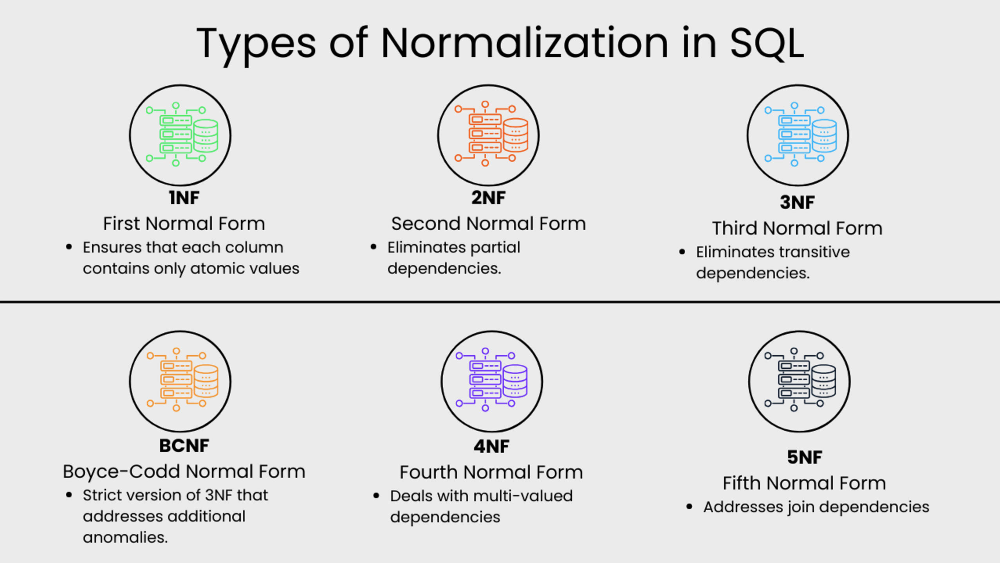 Types of Normalization in SQL
1NF
First Normal Form
• Ensures that each column
contains only atomic values
2NF
Second Normal Form
• Eliminates partial
dependencies.
3NF
Third Normal Form
• Eliminates transitive
dependencies.
BCNF
Boyce-Codd Normal Form
• Strict version of 3NF that
addresses additional
anomalies.
4NF
Fourth Normal Form
• Deals with multi-valued
dependencies
5NF
Fifth Normal Form
• Addresses join dependencies